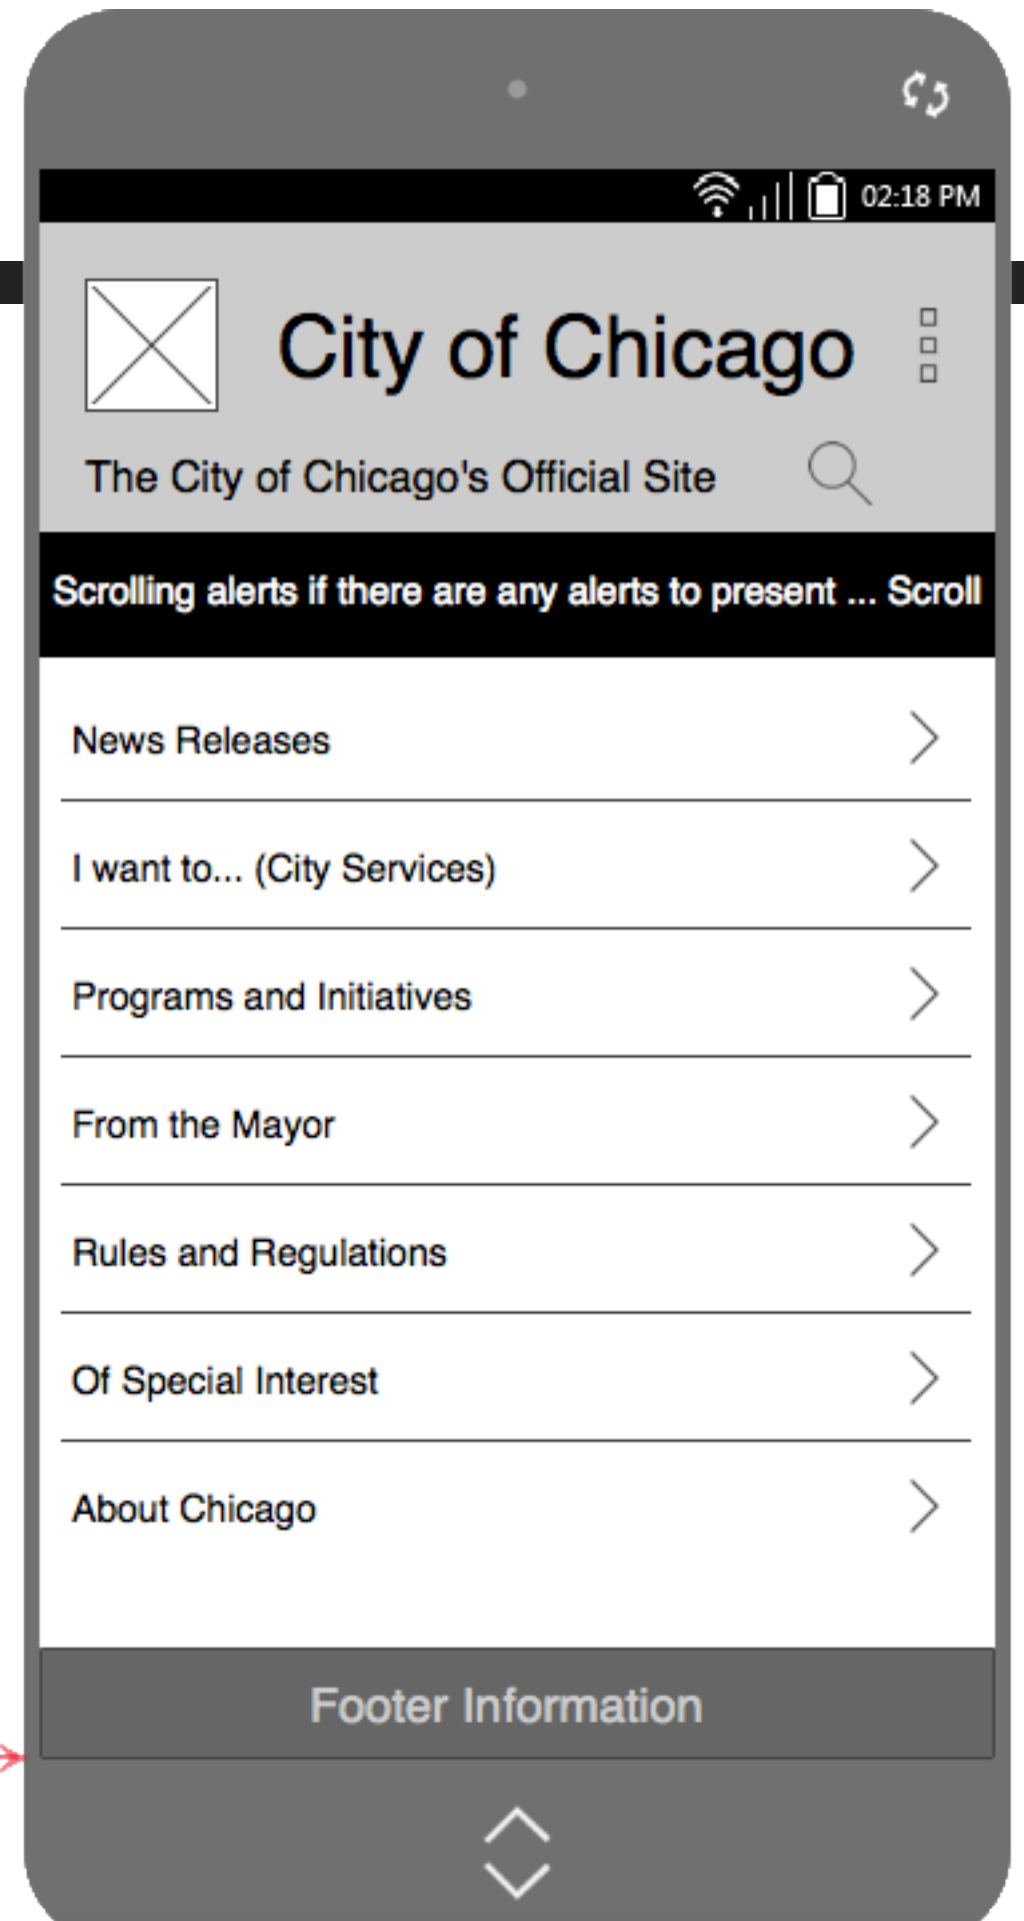 02:18 PM
City of Chicago
The City of Chicago's Official Site
Scrolling alerts if there are any alerts to present ... Scroll
News Releases
I want to... (City Services)
Programs and Initiatives
From the Mayor
Rules and Regulations
Of Special Interest
About Chicago
Footer Information